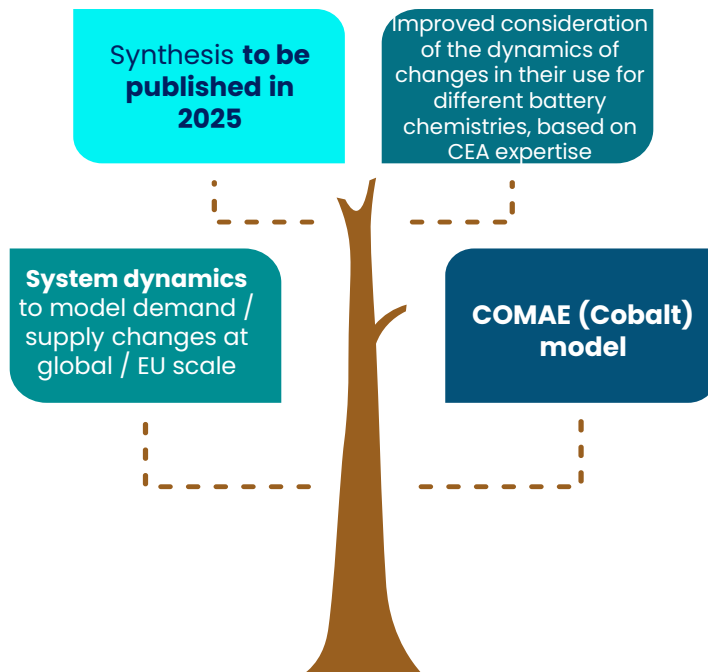 Synthesis to be
published in
2025
Improved consideration
of the dynamics of
changes in their use for
different battery
chemistries, based on
CEA expertise
System dynamics
to model demand /
supply changes at
global / EU scale
COMAE (Cobalt)
model